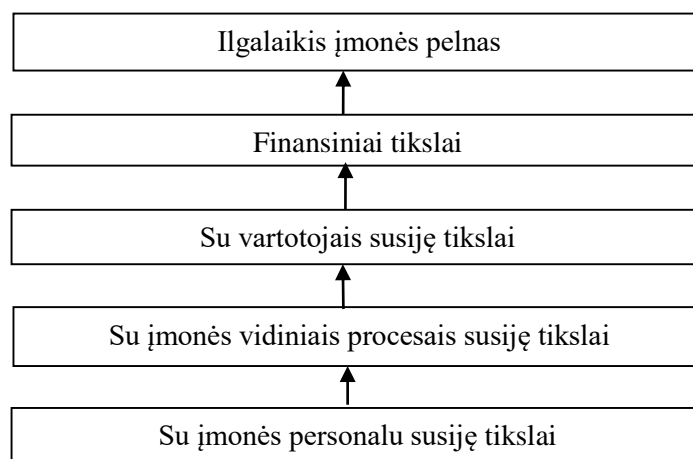 Ilgalaikis įmonės pelnas
Finansiniai tikslai
Su vartotojais susiję tikslai
Su įmonės vidiniais procesais susiję tikslai
Su įmonės personalu susiję tikslai